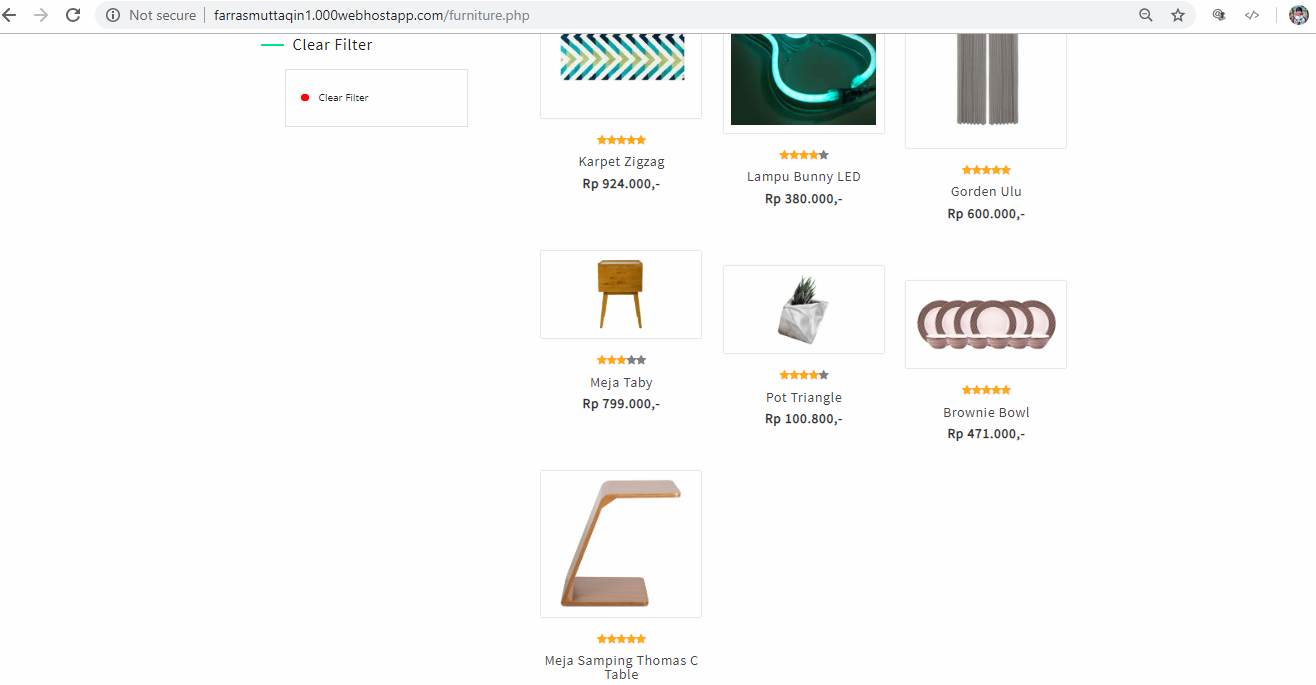 Not secure
farrasmuttaqin1.000webhostapp.com/furniture.php
Clear Filter
Clear Filter
Karpet Zigzag
Rp 924.000,-
Lampu Bunny LED
Rp 380.000,-
Gorden Ulu
Rp 600.000,-
Meja Taby
Rp 799.000,-
Pot Triangle
Rp 100.800,-
Brownie Bowl
Rp 471.000,-
Meja Samping Thomas C
Table